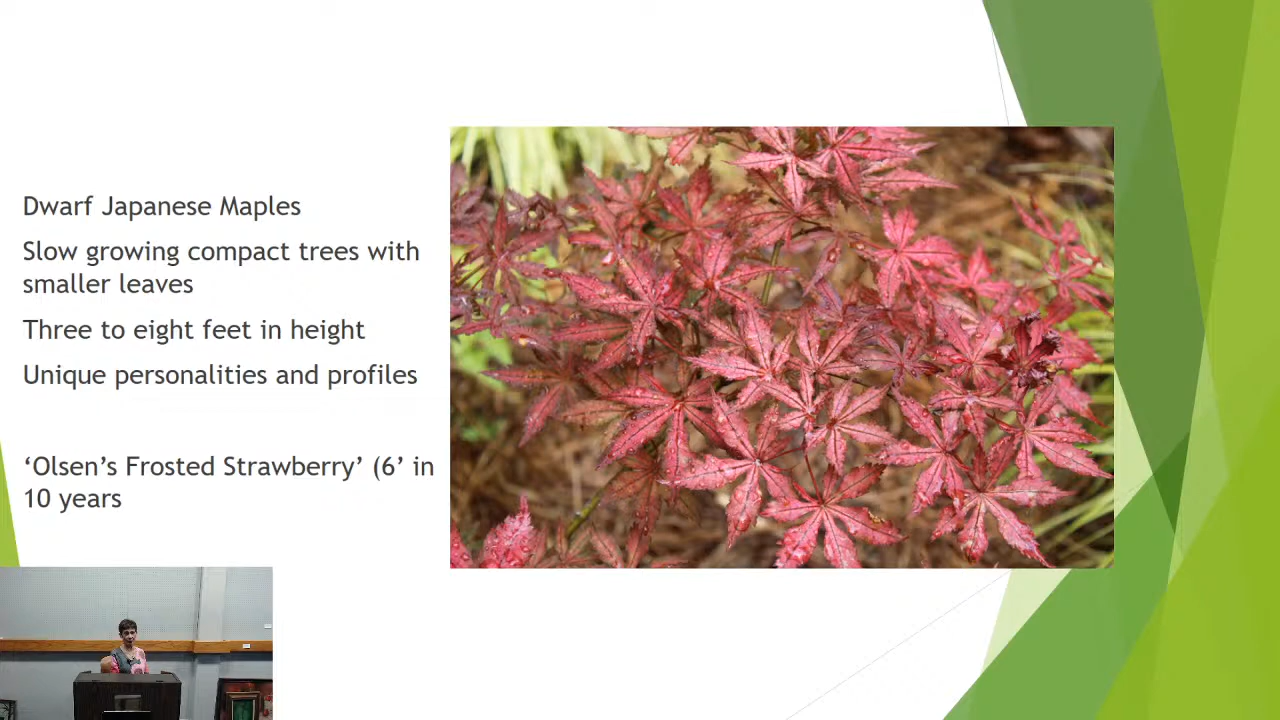 Dwarf Japanese Maples
Slow growing compact trees with
smaller leaves
Three to eight feet in height
Unique personalities and profiles
‘Olsen’s Frosted Strawberry’ (6’ in
10 years